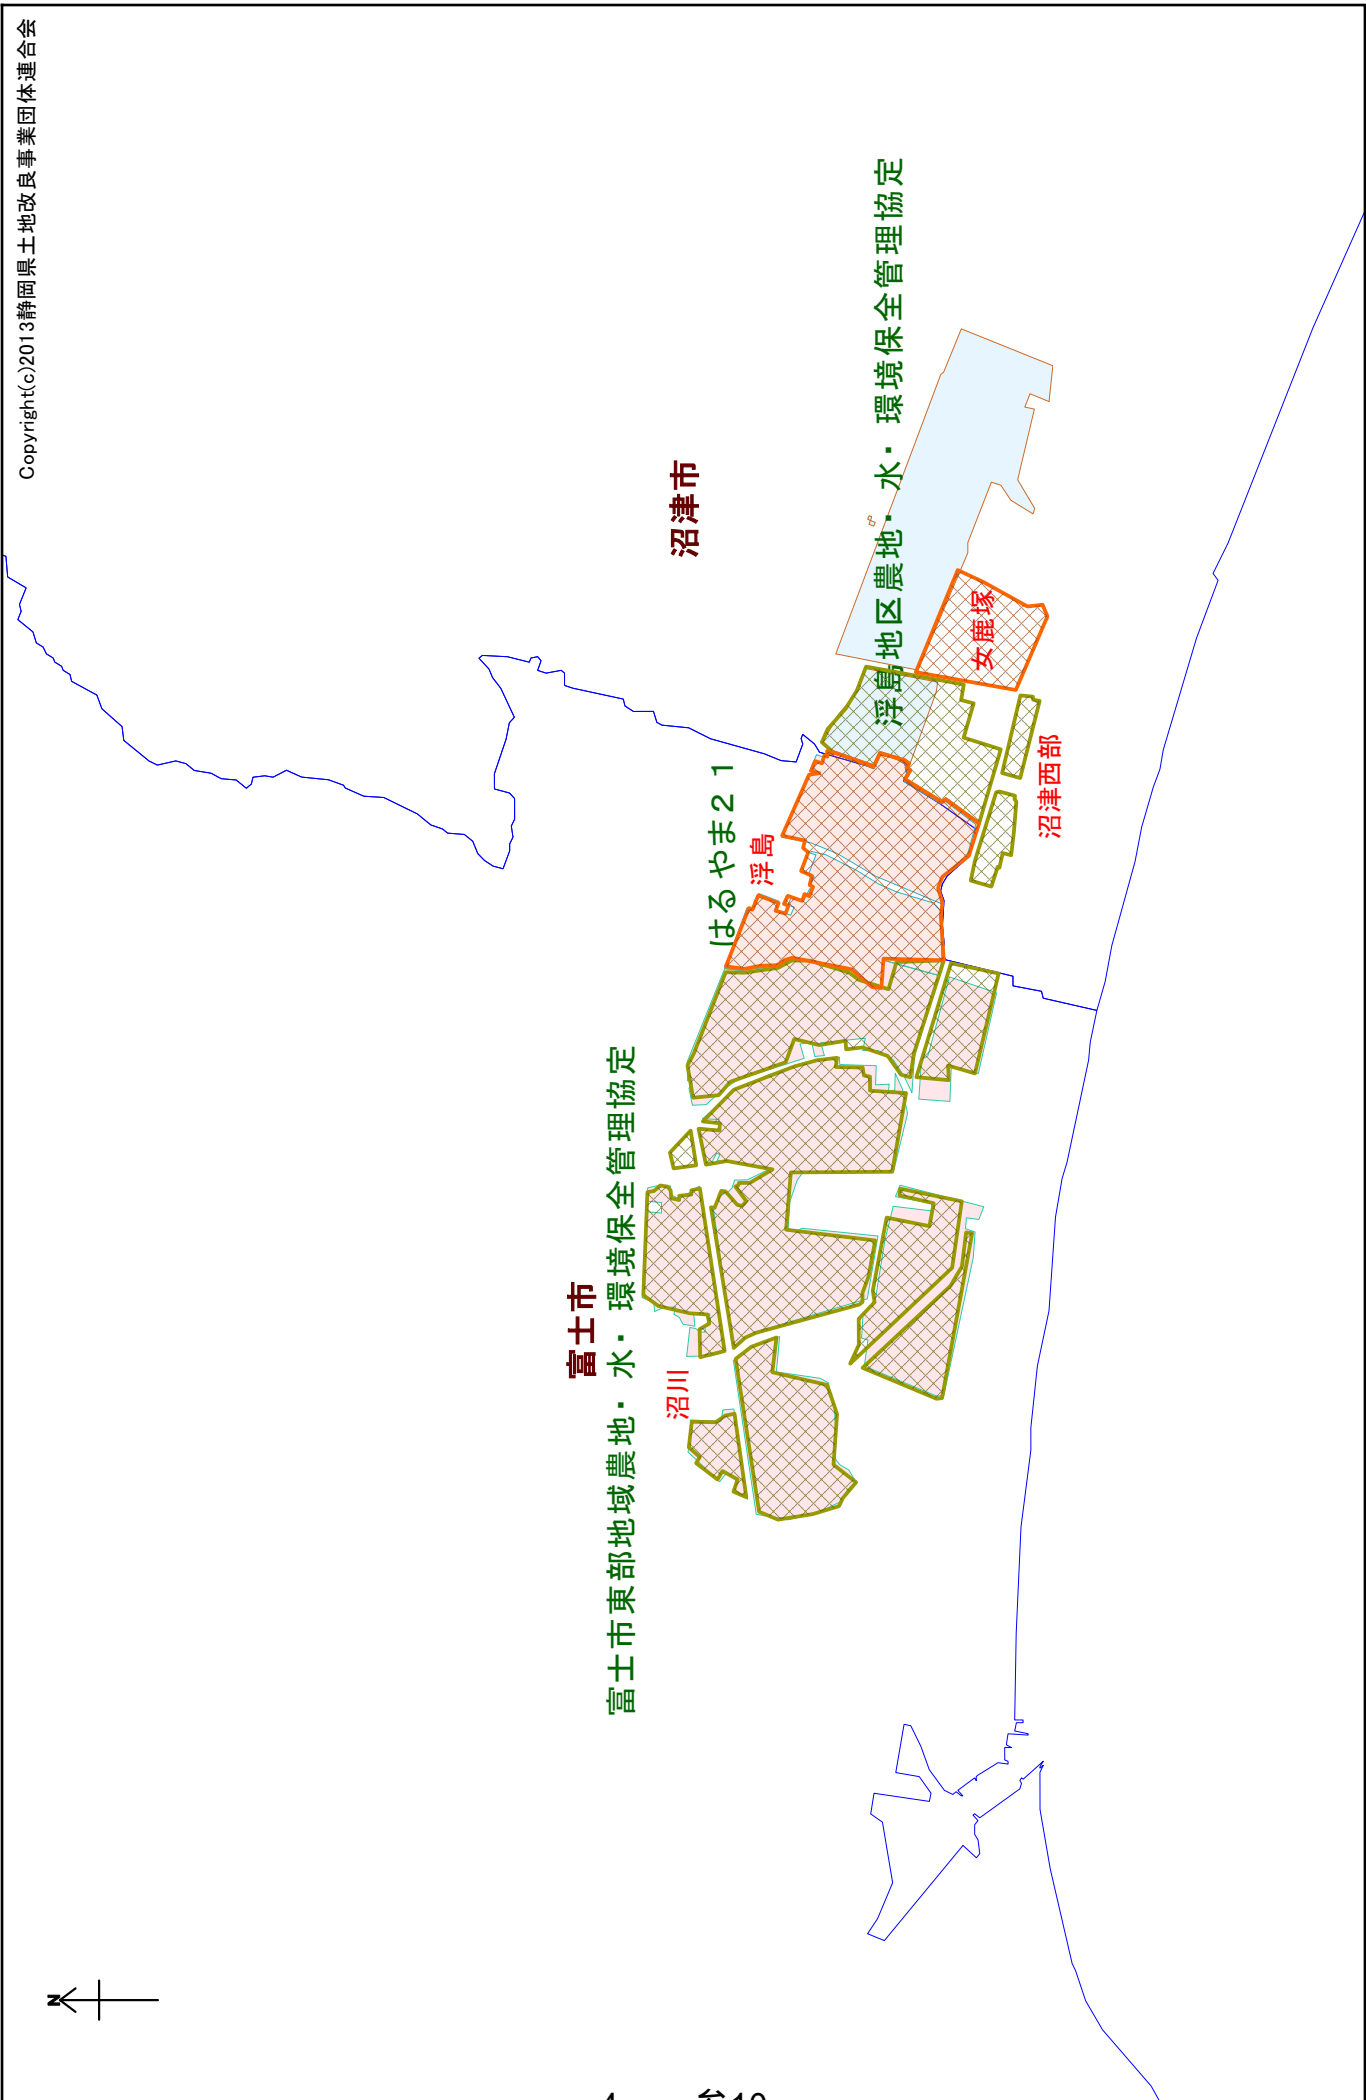 Copyright(c)2013静岡県土地改良事業団体連合会
沼津市
浮島地区農地・水・環境保全管理協定
女鹿塚
沼津西部
はるやま21
浮島
富士市
富士市東部地域農地・水・環境保全管理協定
沼川
N